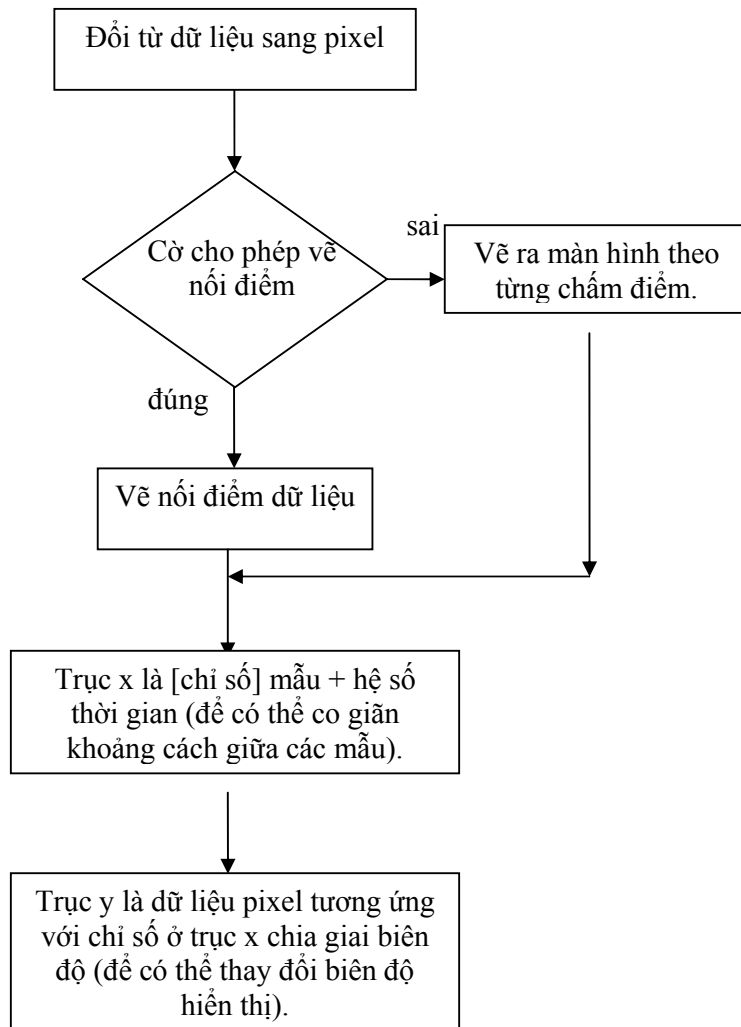 Đổi từ dữ liệu sang pixel
Cờ cho phép vẽ
nối điểm
sai
Vẽ ra màn hình theo
từng chấm điểm.
đúng
Vẽ nối điểm dữ liệu
Trục x là [chỉ số] mẫu + hệ số
thời gian (để có thể co giãn
khoảng cách giữa các mẫu).
Trục y là dữ liệu pixel tương ứng
với chỉ số ở trục x chia giai biên
độ (để có thể thay đổi biên độ
hiển thị).